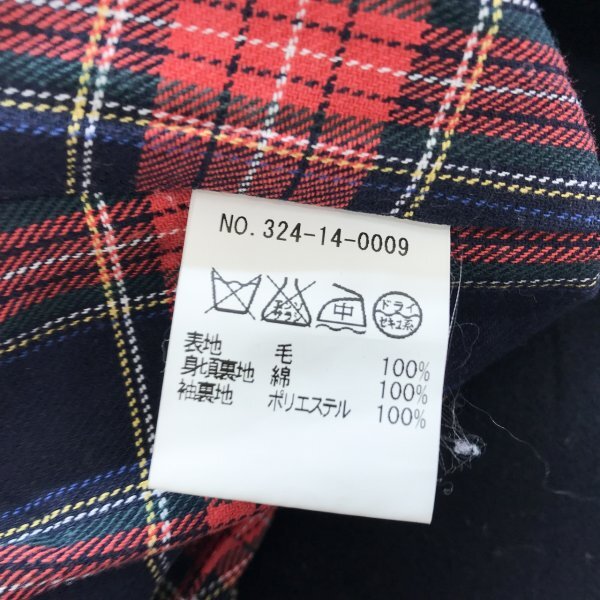 NO. 324-14-0009
エンソ サラシ 中 ドライ セキユ系
表地 毛 100%
身頃裏地 綿 100%
袖裏地 ポリエステル 100%